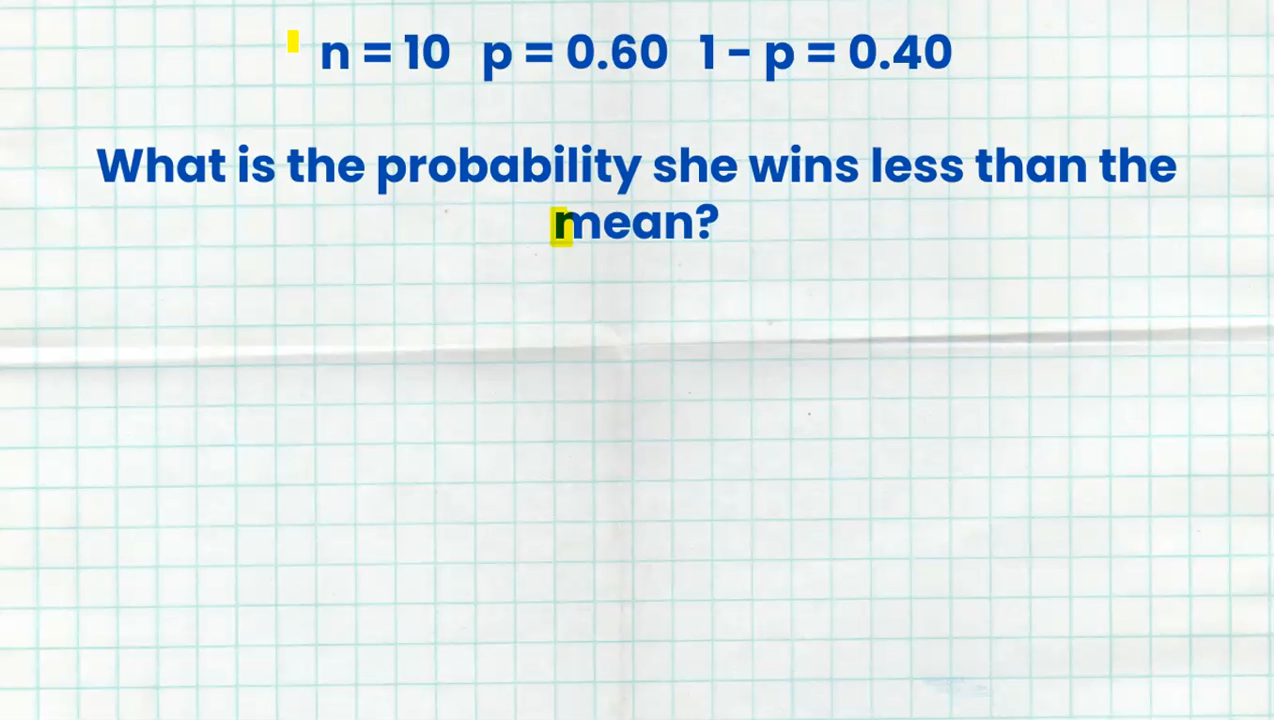 n = 10 p = 0.60 1 - p = 0.40
What is the probability she wins less than the
mean?